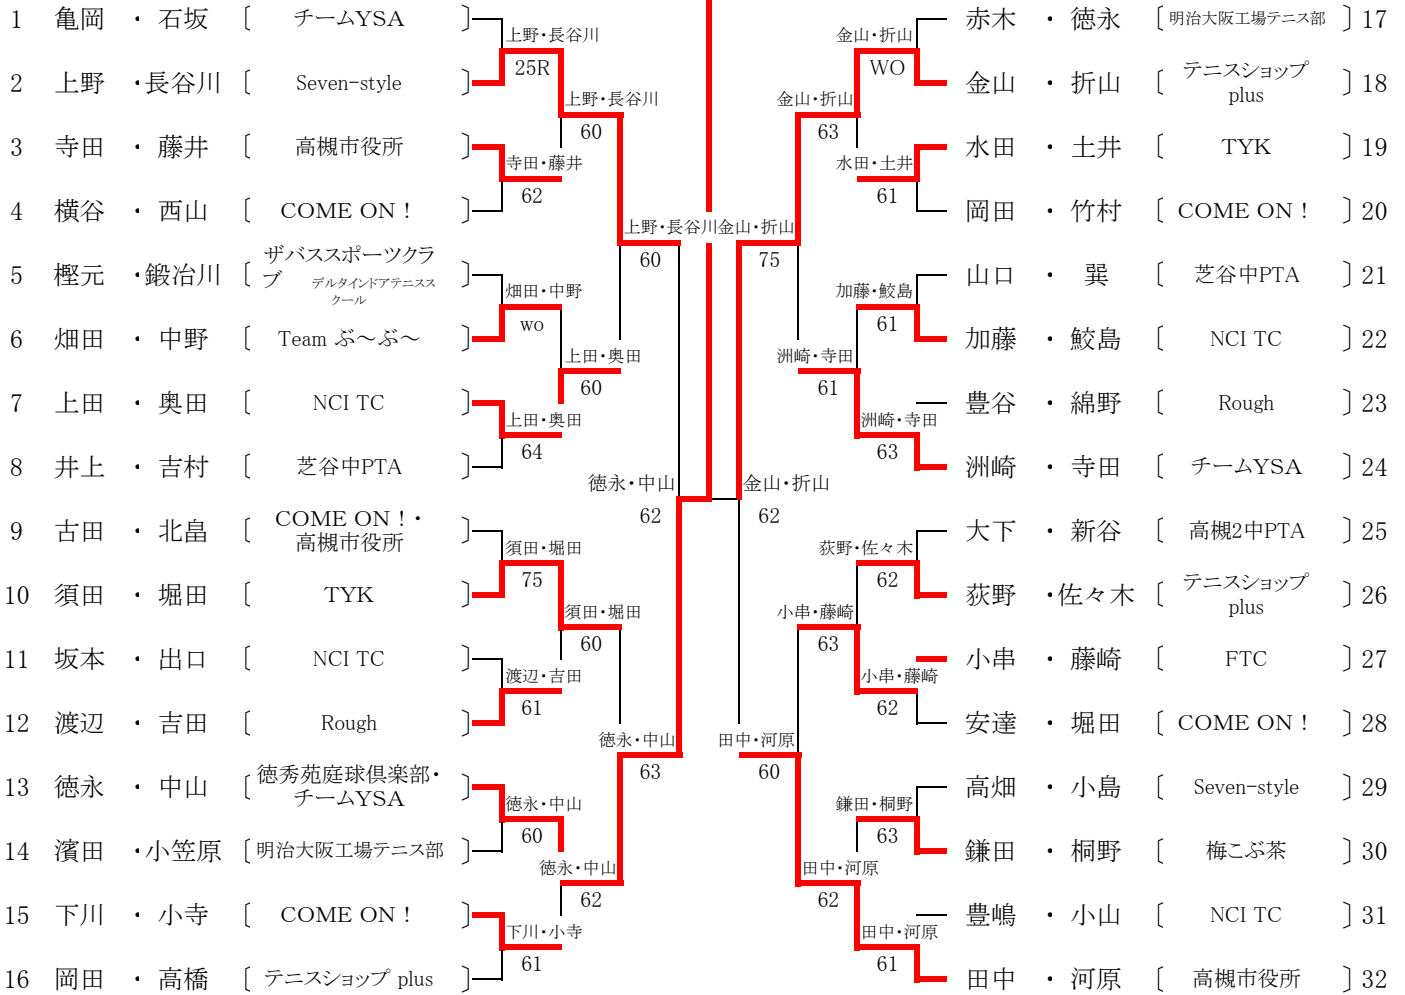 1 亀岡 ・ 石坂 〔 チームYSA 〕
2 上野 ・長谷川 〔 Seven-style 〕
3 寺田 ・ 藤井 〔 高槻市役所 〕
4 横谷 ・ 西山 〔 COME ON！ 〕
5 樫元 ・鍛冶川 〔 ザバススポーツクラ
ブ デルタインドアテニスス
クール 〕
6 畑田 ・ 中野 〔 Team ぶ～ぶ～ 〕
7 上田 ・ 奥田 〔 NCI TC 〕
8 井上 ・ 吉村 〔 芝谷中PTA 〕
9 古田 ・ 北畠 〔 COME ON！・
高槻市役所 〕
10 須田 ・ 堀田 〔 TYK 〕
11 坂本 ・ 出口 〔 NCI TC 〕
12 渡辺 ・ 吉田 〔 Rough 〕
13 徳永 ・ 中山 〔 徳秀苑庭球倶楽部・
チームYSA 〕
14 濱田 ・小笠原 〔 明治大阪工場テニス部 〕
15 下川 ・ 小寺 〔 COME ON！ 〕
16 岡田 ・ 高橋 〔 テニスショップ plus 〕
上野・長谷川
25R
寺田・藤井
62
畑田・中野
wo
上田・奥田
64
須田・堀田
75
渡辺・吉田
61
徳永・中山
60
下川・小寺
61
上野・長谷川
60
上田・奥田
60
須田・堀田
60
徳永・中山
62
上野・長谷川
60
徳永・中山
63
徳永・中山
62
金山・折山
62
金山・折山
75
田中・河原
60
金山・折山
63
洲崎・寺田
61
小串・藤崎
63
田中・河原
62
金山・折山
WO
水田・土井
61
加藤・鮫島
61
洲崎・寺田
63
荻野・佐々木
62
小串・藤崎
62
鎌田・桐野
63
田中・河原
61
赤木 ・ 徳永 〔 明治大阪工場テニス部 〕 17
金山 ・ 折山 〔 テニスショップ
plus 〕 18
水田 ・ 土井 〔 TYK 〕 19
岡田 ・ 竹村 〔 COME ON！ 〕 20
山口 ・ 巽 〔 芝谷中PTA 〕 21
加藤 ・ 鮫島 〔 NCI TC 〕 22
豊谷 ・ 綿野 〔 Rough 〕 23
洲崎 ・ 寺田 〔 チームYSA 〕 24
大下 ・ 新谷 〔 高槻2中PTA 〕 25
荻野 ・佐々木 〔 テニスショップ
plus 〕 26
小串 ・ 藤崎 〔 FTC 〕 27
安達 ・ 堀田 〔 COME ON！ 〕 28
高畑 ・ 小島 〔 Seven-style 〕 29
鎌田 ・ 桐野 〔 梅こぶ茶 〕 30
豊嶋 ・ 小山 〔 NCI TC 〕 31
田中 ・ 河原 〔 高槻市役所 〕 32